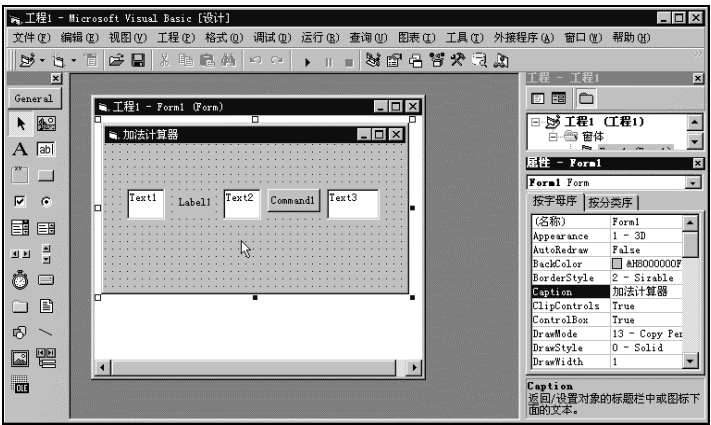 工程1 - Microsoft Visual Basic [设计]
文件(F) 编辑(E) 视图(V) 工程(P) 格式(O) 调试(D) 运行(R) 查询(U) 图表(I) 工具(T) 外接程序(A) 窗口(W) 帮助(H)
General
A
ab
xy
OLE
工程1 - Form1 (Form)
加法计算器
Text1 Label1 Text2 Command1 Text3
工程 - 工程1
工程1 (工程1)
窗体
属性 - Form1
Form1 Form
按字母序 按分类序
(名称) Form1
Appearance 1 - 3D
AutoRedraw False
BackColor &H8000000F
BorderStyle 2 - Sizable
Caption 加法计算器
ClipControls True
ControlBox True
DrawMode 13 - Copy Per
DrawStyle 0 - Solid
DrawWidth 1
Caption
返回/设置对象的标题栏中或图标下
面的文本。